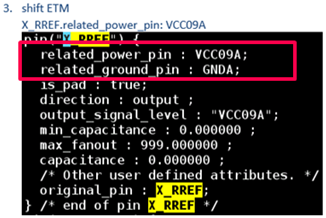 3. shift ETM
X_RREF.related_power_pin: VCC09A
pin("X_RREF") {
related_power_pin : VCC09A;
related_ground_pin : GNDA;
is_pad : true;
direction : output ;
output_signal_level : "VCC09A";
min_capacitance : 0.000000 ;
max_fanout : 999.000000 ;
capacitance : 0.000000 ;
/* Other user defined attributes. */
original_pin : X_RREF;
} /* end of pin X_RREF */